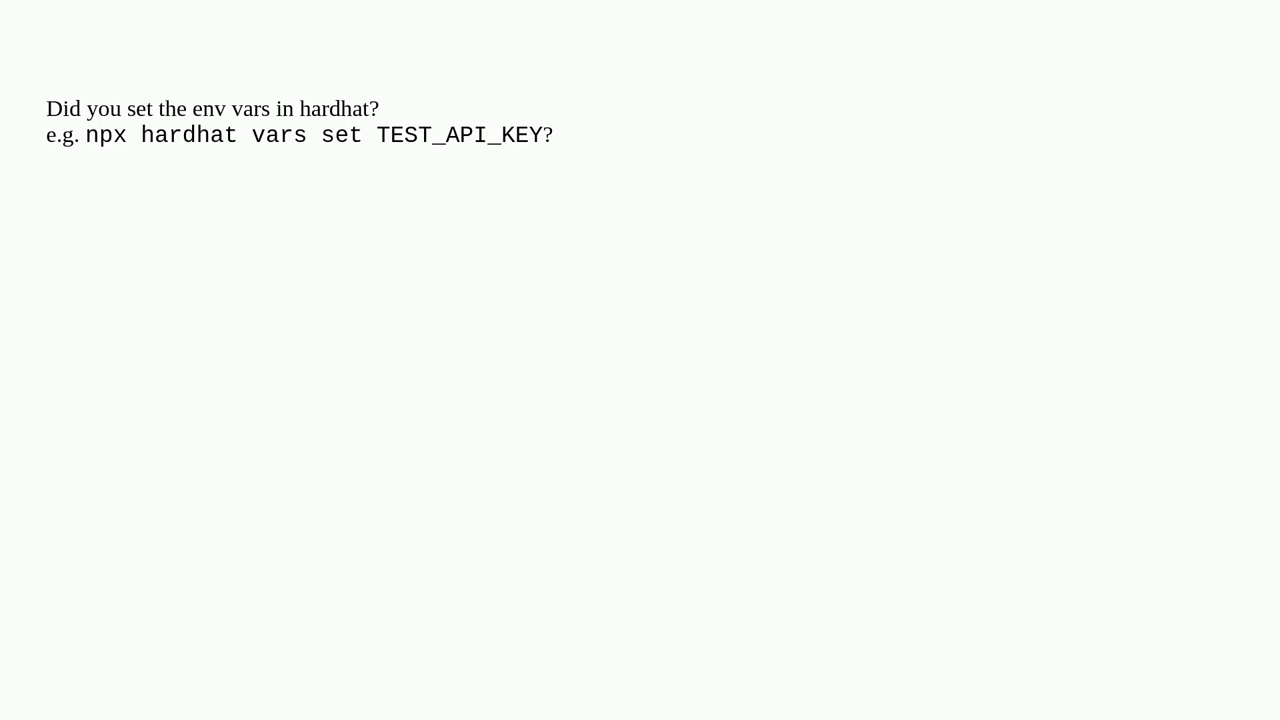 Did you set the env vars in hardhat?
e.g. npx hardhat vars set TEST_API_KEY?